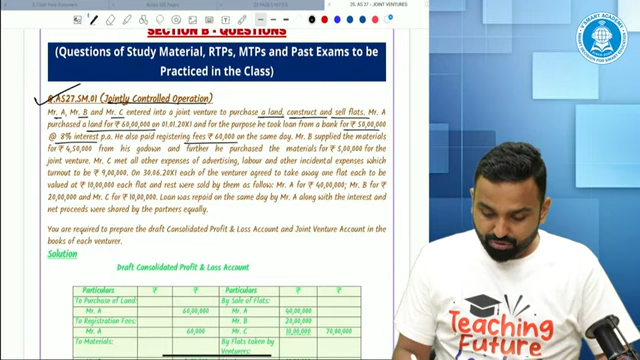 25. AS 27 - JOINT VENTURES
SECTION B - QUESTIONS
(Questions of Study Material, RTPs, MTPs and Past Exams to be
Practiced in the Class)
Q.AS27.SM.01 (Jointly Controlled Operation)
Mr. A, Mr. B and Mr. C entered into a joint venture to purchase a land, construct and sell flats. Mr. A
purchased a land for ₹ 60,00,000 on 01.01.20X1 and for the purpose he took loan from a bank for ₹ 50,00,000
@ 8% interest p.a. He also paid registering fees ₹ 60,000 on the same day. Mr. B supplied the materials
for ₹ 4,50,000 from his godown and further he purchased the materials for ₹ 5,00,000 for the
joint venture. Mr. C met all other expenses of advertising, labour and other incidental expenses which
turnout to be ₹ 9,00,000. On 30.06.20X1 each of the venturer agreed to take away one flat each to be
valued at ₹ 10,00,000 each flat and rest were sold by them as follow: Mr. A for ₹ 40,00,000; Mr. B for ₹
20,00,000 and Mr. C for ₹ 10,00,000. Loan was repaid on the same day by Mr. A along with the interest and
net proceeds were shared by the partners equally.
You are required to prepare the draft Consolidated Profit & Loss Account and Joint Venture Account in the
books of each venturer.
Solution
Draft Consolidated Profit & Loss Account
Particulars ₹ ₹ Particulars ₹ ₹
To Purchase of Land: By Sale of Flats:
Mr. A 60,00,000 Mr. A 40,00,000
To Registration Fees: Mr. B 20,00,000
Mr. A 60,000 Mr. C 10,00,000 70,00,000
To Materials: By Flats taken by
Venturers:
V'SMART ACADEMY
Teaching
Future